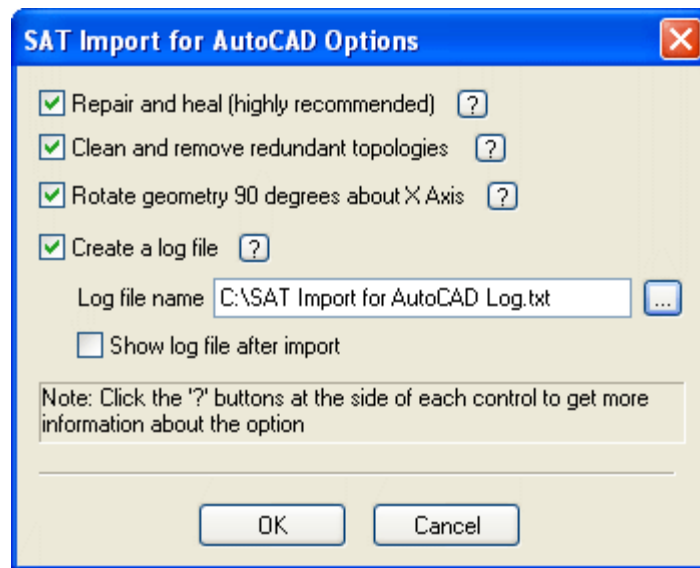 SAT Import for AutoCAD Options
Repair and heal (highly recommended) ?
Clean and remove redundant topologies ?
Rotate geometry 90 degrees about X Axis ?
Create a log file ?
Log file name C:\SAT Import for AutoCAD Log.txt ...
Show log file after import
Note: Click the '?' buttons at the side of each control to get more
information about the option
OK Cancel